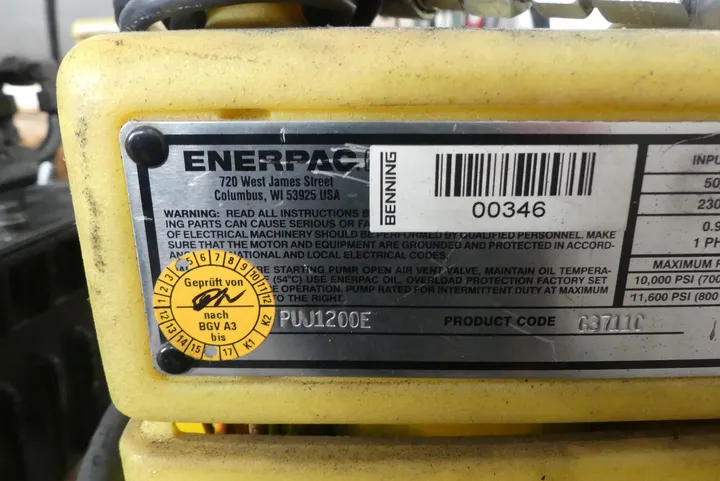 ENERPAC
720 West James Street
Columbus, WI 53925 USA
BENNING
00346
WARNING: READ ALL INSTRUCTIONS
ING PARTS CAN CAUSE SERIOUS OR
OF ELECTRICAL MACHINERY SHOULD BE PERFORMED BY QUALIFIED PERSONNEL. MAKE
SURE THAT THE MOTOR AND EQUIPMENT ARE GROUNDED AND PROTECTED IN ACCORD-
AND LOCAL ELECTRICAL CODES.
STARTING PUMP OPEN AIR VENT VALVE, MAINTAIN OIL TEMPERA-
(54°C) USE ENERPAC OIL. OVERLOAD PROTECTION FACTORY SET
OPERATION. PUMP RATED FOR INTERMITTENT DUTY AT MAXIMUM
TO THE RIGHT.
PUJ1200E PRODUCT CODE G3711C
INPU
50
230
0.9
1 PH
MAXIMUM
10,000 PSI (700
11,600 PSI (800
1 2 3 4 5 6 7 8 9 10 11 12
Geprüft von
nach
BGV A3
bis
12 13 14 15 17 K1 K2